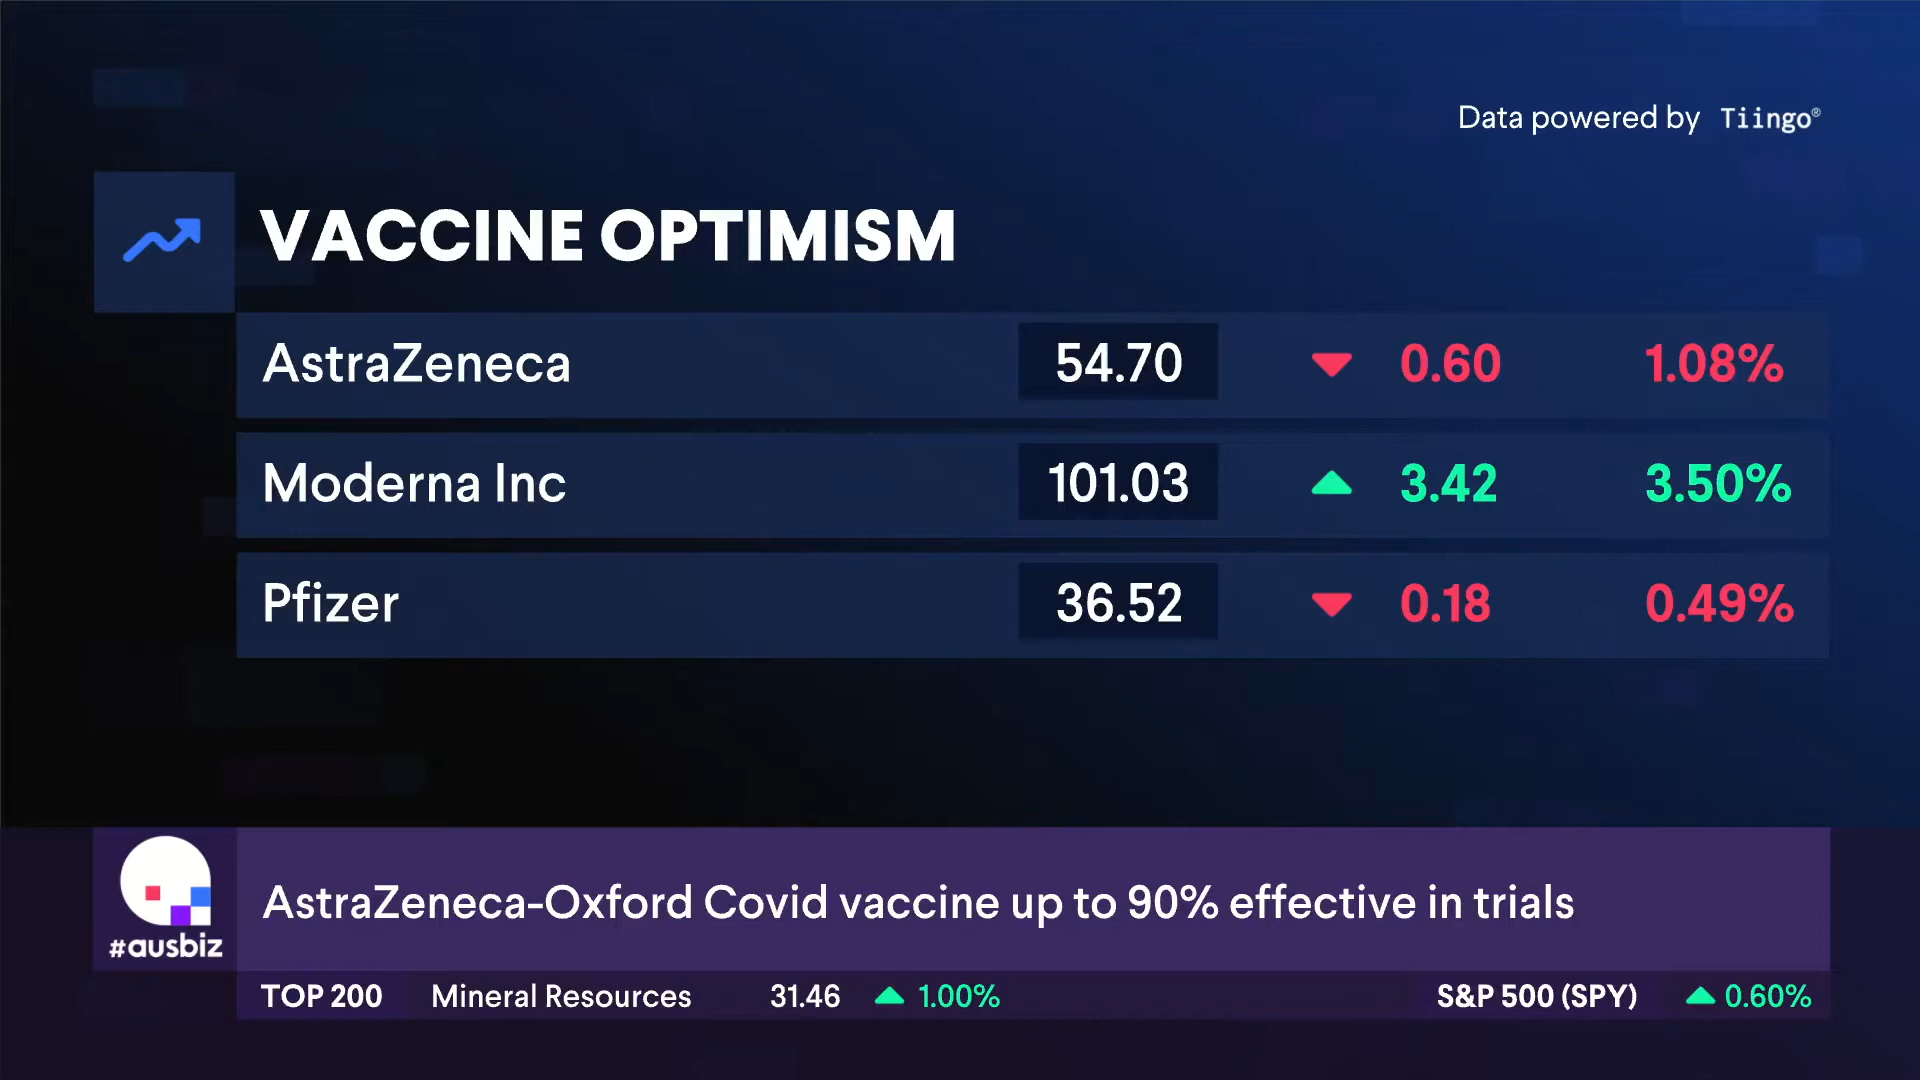 Data powered by Tiingo®
VACCINE OPTIMISM
AstraZeneca 54.70 ▼ 0.60 1.08%
Moderna Inc 101.03 ▲ 3.42 3.50%
Pfizer 36.52 ▼ 0.18 0.49%
AstraZeneca-Oxford Covid vaccine up to 90% effective in trials
#ausbiz
TOP 200 Mineral Resources 31.46 ▲ 1.00% S&P 500 (SPY) ▲ 0.60%